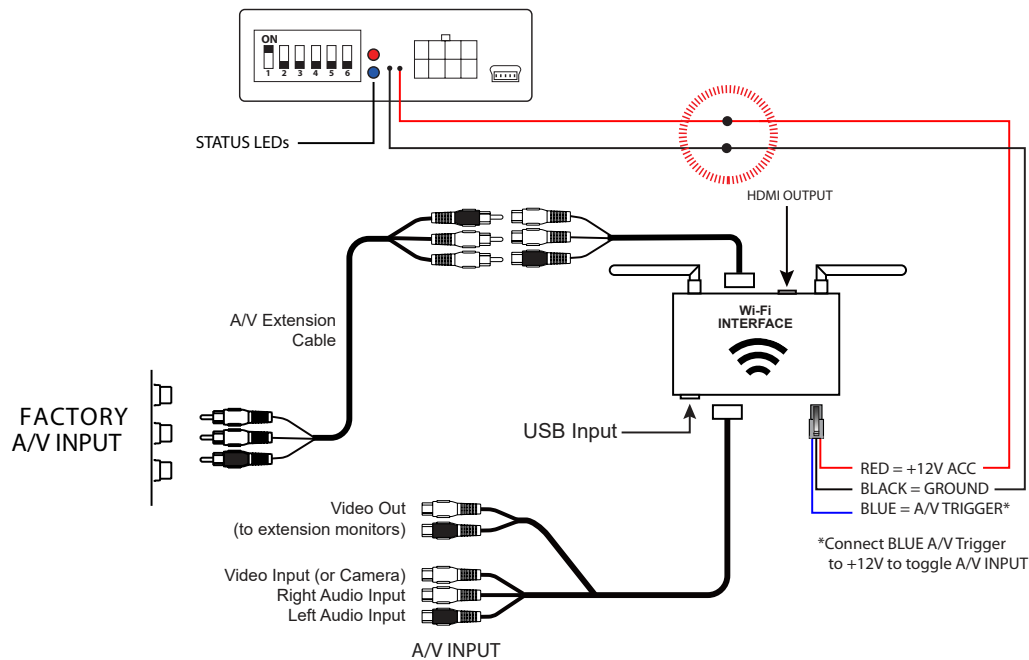 ON
1 2 3 4 5 6
STATUS LEDs
HDMI OUTPUT
Wi-Fi
INTERFACE
A/V Extension
Cable
FACTORY
A/V INPUT
USB Input
RED = +12V ACC
BLACK = GROUND
BLUE = A/V TRIGGER*
*Connect BLUE A/V Trigger
to +12V to toggle A/V INPUT
Video Out
(to extension monitors)
Video Input (or Camera)
Right Audio Input
Left Audio Input
A/V INPUT